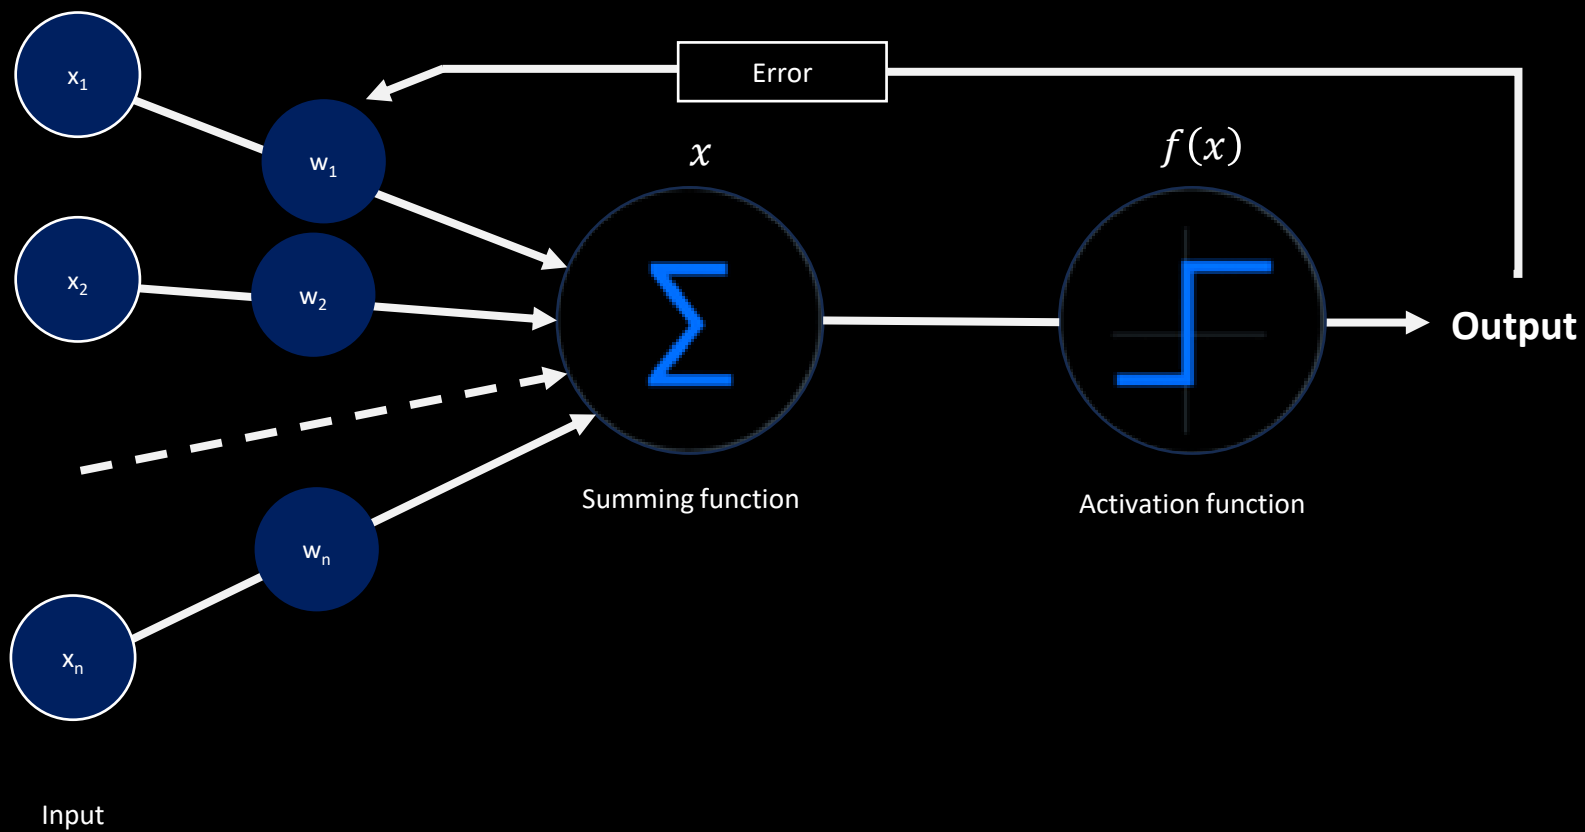 x₁
Error
w₁
x
f(x)
x₂
w₂
Output
Summing function
Activation function
wₙ
xₙ
Input